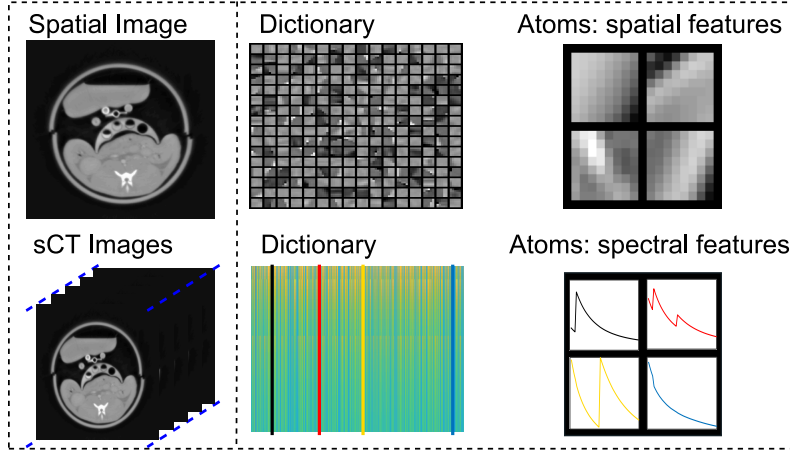 Spatial Image
Dictionary
Atoms: spatial features
sCT Images
Dictionary
Atoms: spectral features